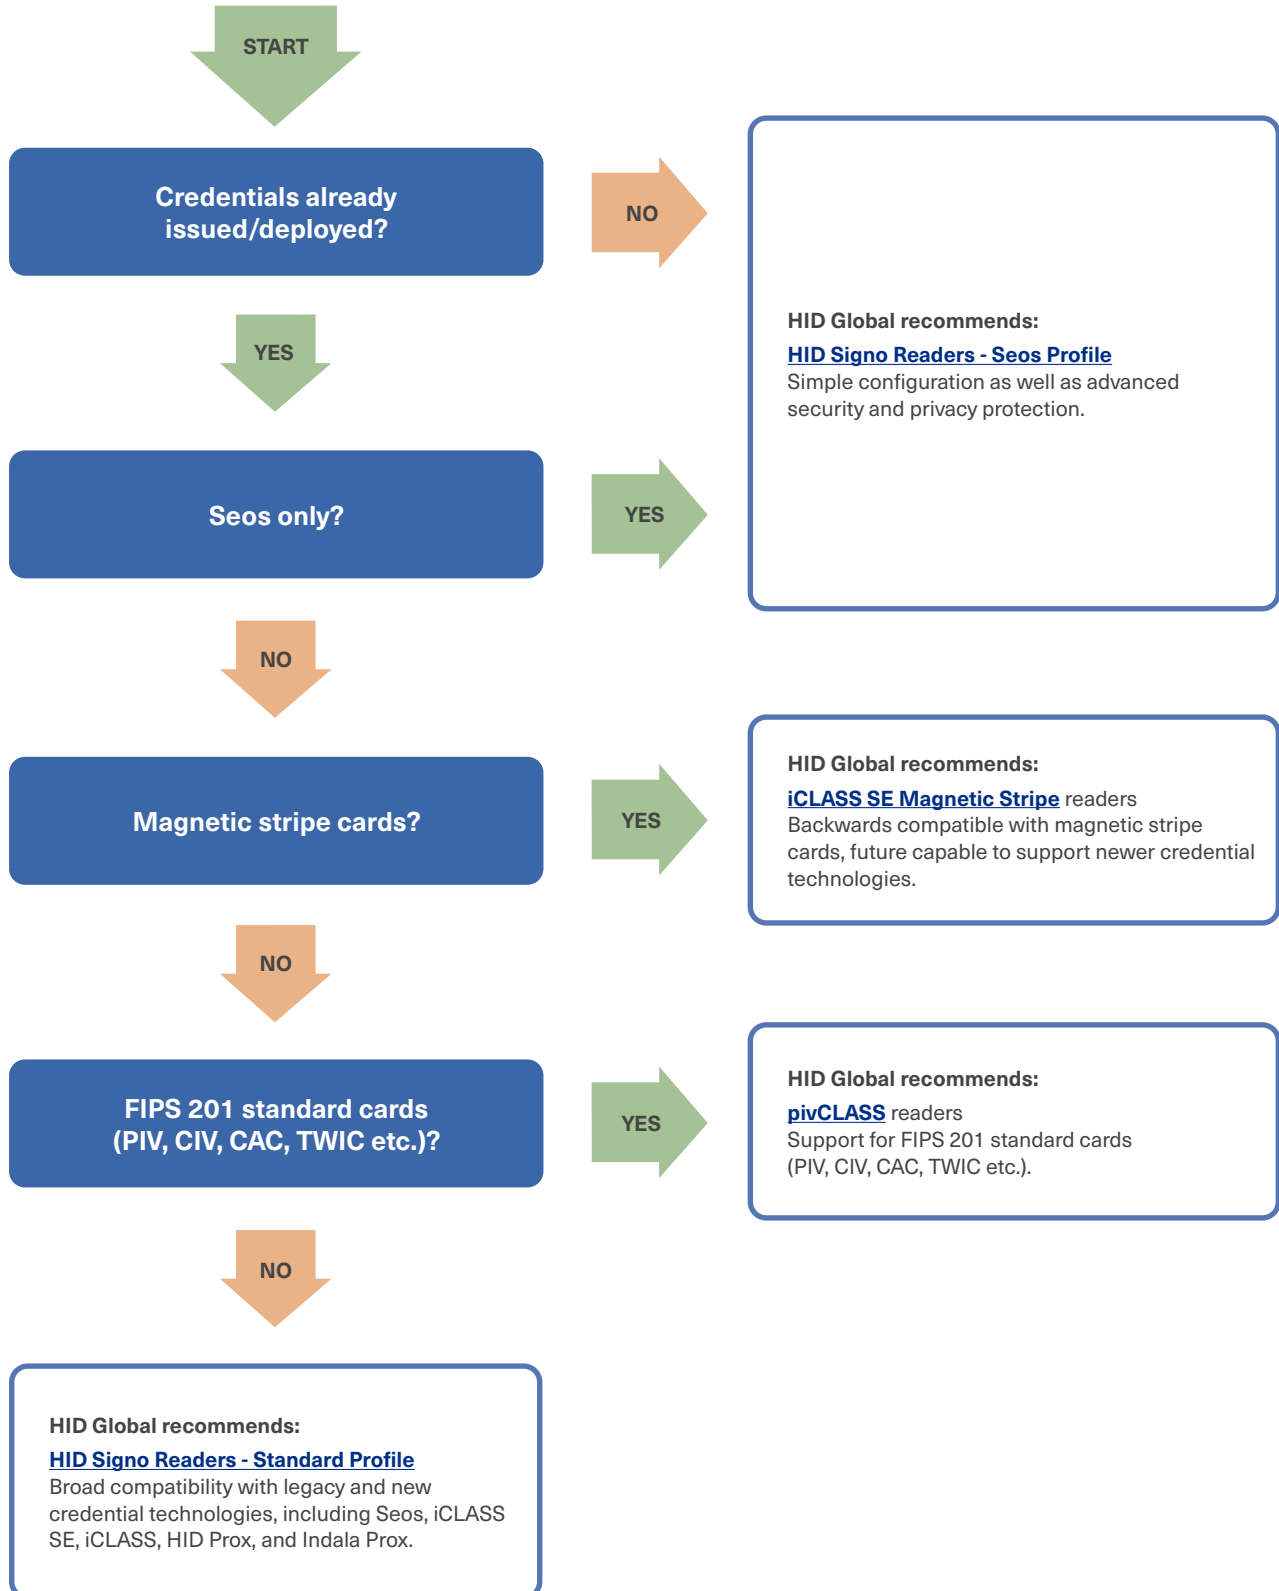 START
Credentials already
issued/deployed?
NO
HID Global recommends:
HID Signo Readers - Seos Profile
Simple configuration as well as advanced
security and privacy protection.
YES
Seos only?
YES
NO
Magnetic stripe cards?
YES
HID Global recommends:
iCLASS SE Magnetic Stripe readers
Backwards compatible with magnetic stripe
cards, future capable to support newer credential
technologies.
NO
FIPS 201 standard cards
(PIV, CIV, CAC, TWIC etc.)?
YES
HID Global recommends:
pivCLASS readers
Support for FIPS 201 standard cards
(PIV, CIV, CAC, TWIC etc.).
NO
HID Global recommends:
HID Signo Readers - Standard Profile
Broad compatibility with legacy and new
credential technologies, including Seos, iCLASS
SE, iCLASS, HID Prox, and Indala Prox.